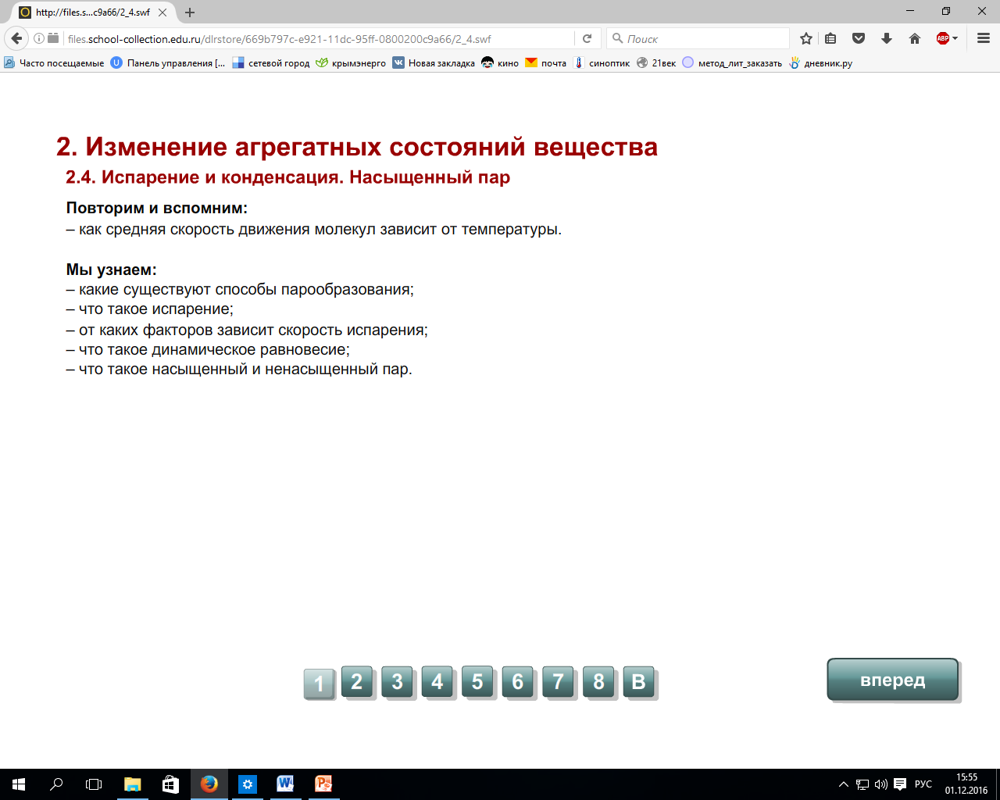 http://files.s...c9a66/2_4.swf
files.school-collection.edu.ru/dlrstore/669b797c-e921-11dc-95ff-0800200c9a66/2_4.swf
Поиск
ABP
Часто посещаемые
Панель управления [...
сетевой город
крымэнерго
Новая закладка
кино
почта
синоптик
21век
метод_лит_заказать
дневник.ру
2. Изменение агрегатных состояний вещества
2.4. Испарение и конденсация. Насыщенный пар
Повторим и вспомним:
– как средняя скорость движения молекул зависит от температуры.
Мы узнаем:
– какие существуют способы парообразования;
– что такое испарение;
– от каких факторов зависит скорость испарения;
– что такое динамическое равновесие;
– что такое насыщенный и ненасыщенный пар.
1 2 3 4 5 6 7 8 В
вперед
РУС
15:55
01.12.2016